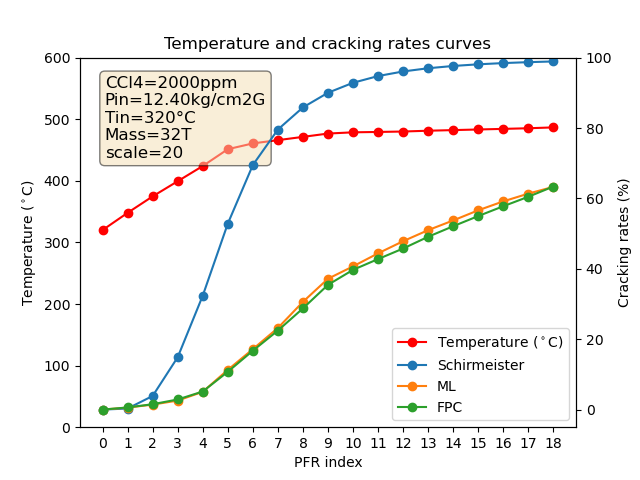 Temperature and cracking rates curves
CCl4=2000ppm
Pin=12.40kg/cm2G
Tin=320°C
Mass=32T
scale=20
Temperature (°C)
600
500
400
300
200
100
0
Cracking rates (%)
100
80
60
40
20
0
Temperature (°C)
Schirmeister
ML
FPC
0 1 2 3 4 5 6 7 8 9 10 11 12 13 14 15 16 17 18
PFR index